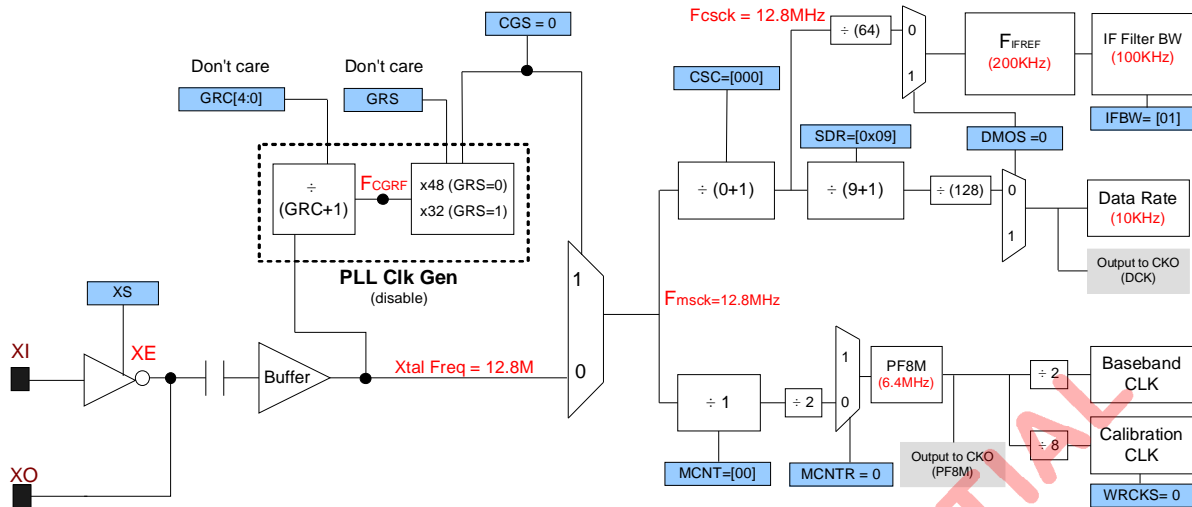 CGS = 0
Don't care
GRC[4:0]
Don't care
GRS
÷
(GRC+1)
FCGRF
x48 (GRS=0)
x32 (GRS=1)
PLL Clk Gen
(disable)
XS
XI
XE
XO
Buffer
Xtal Freq = 12.8M
1
0
Fmsck=12.8MHz
Fcsck = 12.8MHz
CSC=[000]
÷ (0+1)
÷ (64)
0
1
FIFREF
(200KHz)
IF Filter BW
(100KHz)
IFBW= [01]
SDR=[0x09]
÷ (9+1)
÷ (128)
DMOS =0
0
1
Data Rate
(10KHz)
Output to CKO
(DCK)
÷ 1
MCNT=[00]
÷ 2
1
0
MCNTR = 0
PF8M
(6.4MHz)
Output to CKO
(PF8M)
÷ 2
Baseband
CLK
÷ 8
Calibration
CLK
WRCKS= 0
TIAL